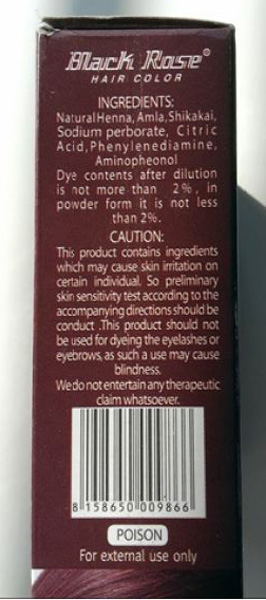 Black Rose®
HAIR COLOR
INGREDIENTS:
Natural Henna, Amla, Shikakai,
Sodium perborate, Citric
Acid, Phenylenediamine,
Aminopheonol
Dye contents after dilution
is not more than 2%, in
powder form it is not less
than 2%.
CAUTION:
This product contains ingredients
which may cause skin irritation on
certain individual. So preliminary
skin sensitivity test according to the
accompanying directions should be
conduct .This product should not
be used for dyeing the eyelashes or
eyebrows, as such a use may cause
blindness.
We do not entertain any therapeutic
claim whatsoever.
8 158650 009866
POISON
For external use only